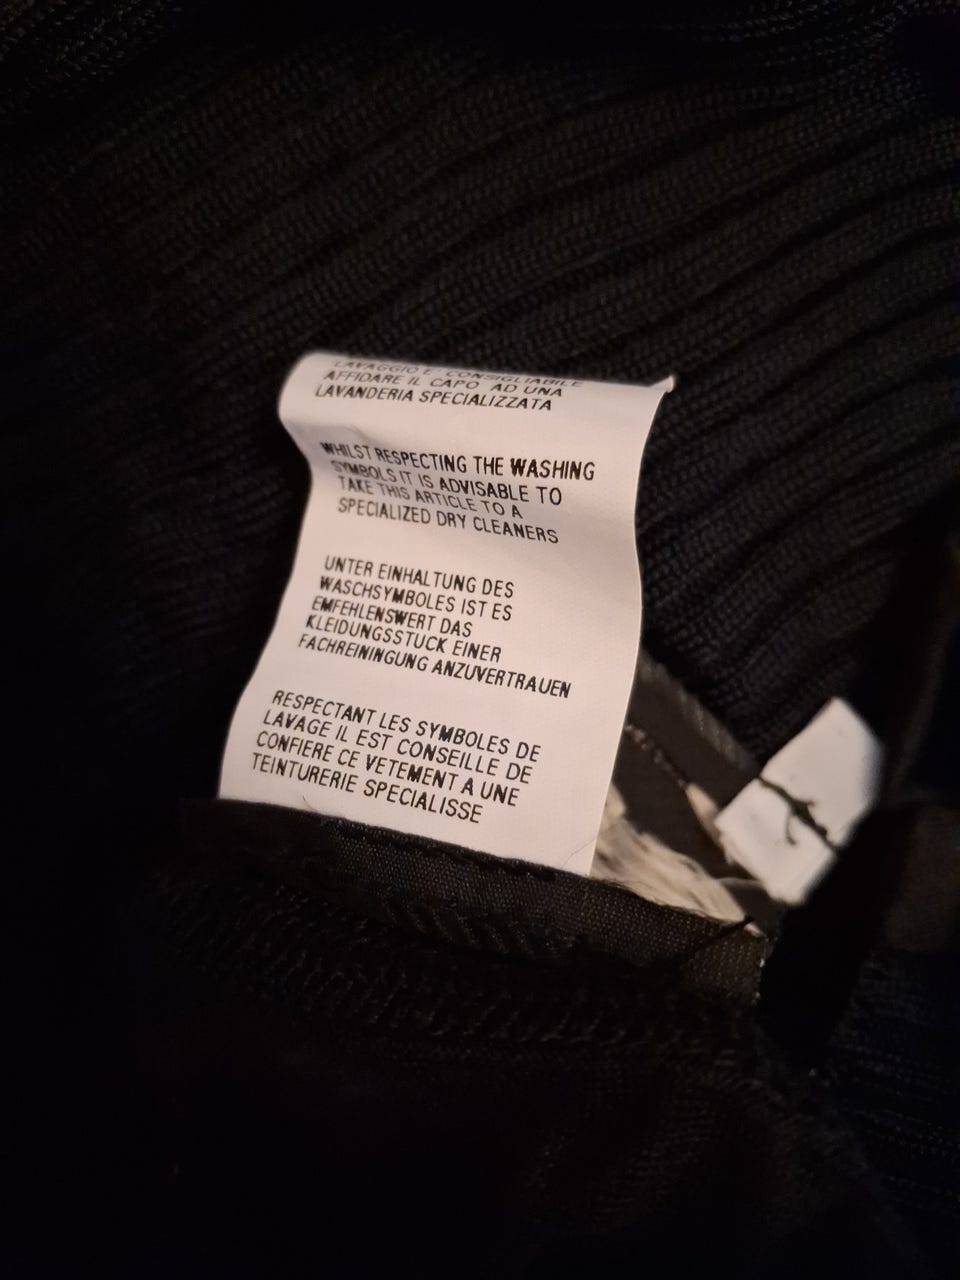 LAVAGGIO E' CONSIGLIABILE
AFFIDARE IL CAPO AD UNA
LAVANDERIA SPECIALIZZATA
WHILST RESPECTING THE WASHING
SYMBOLS IT IS ADVISABLE TO
TAKE THIS ARTICLE TO A
SPECIALIZED DRY CLEANERS
UNTER EINHALTUNG DES
WASCHSYMBOLES IST ES
EMFEHLENSWERT DAS
KLEIDUNGSSTUCK EINER
FACHREININGUNG ANZUVERTRAUEN
RESPECTANT LES SYMBOLES DE
LAVAGE IL EST CONSEILLE DE
CONFIERE CE VETEMENT A UNE
TEINTURERIE SPECIALISSE